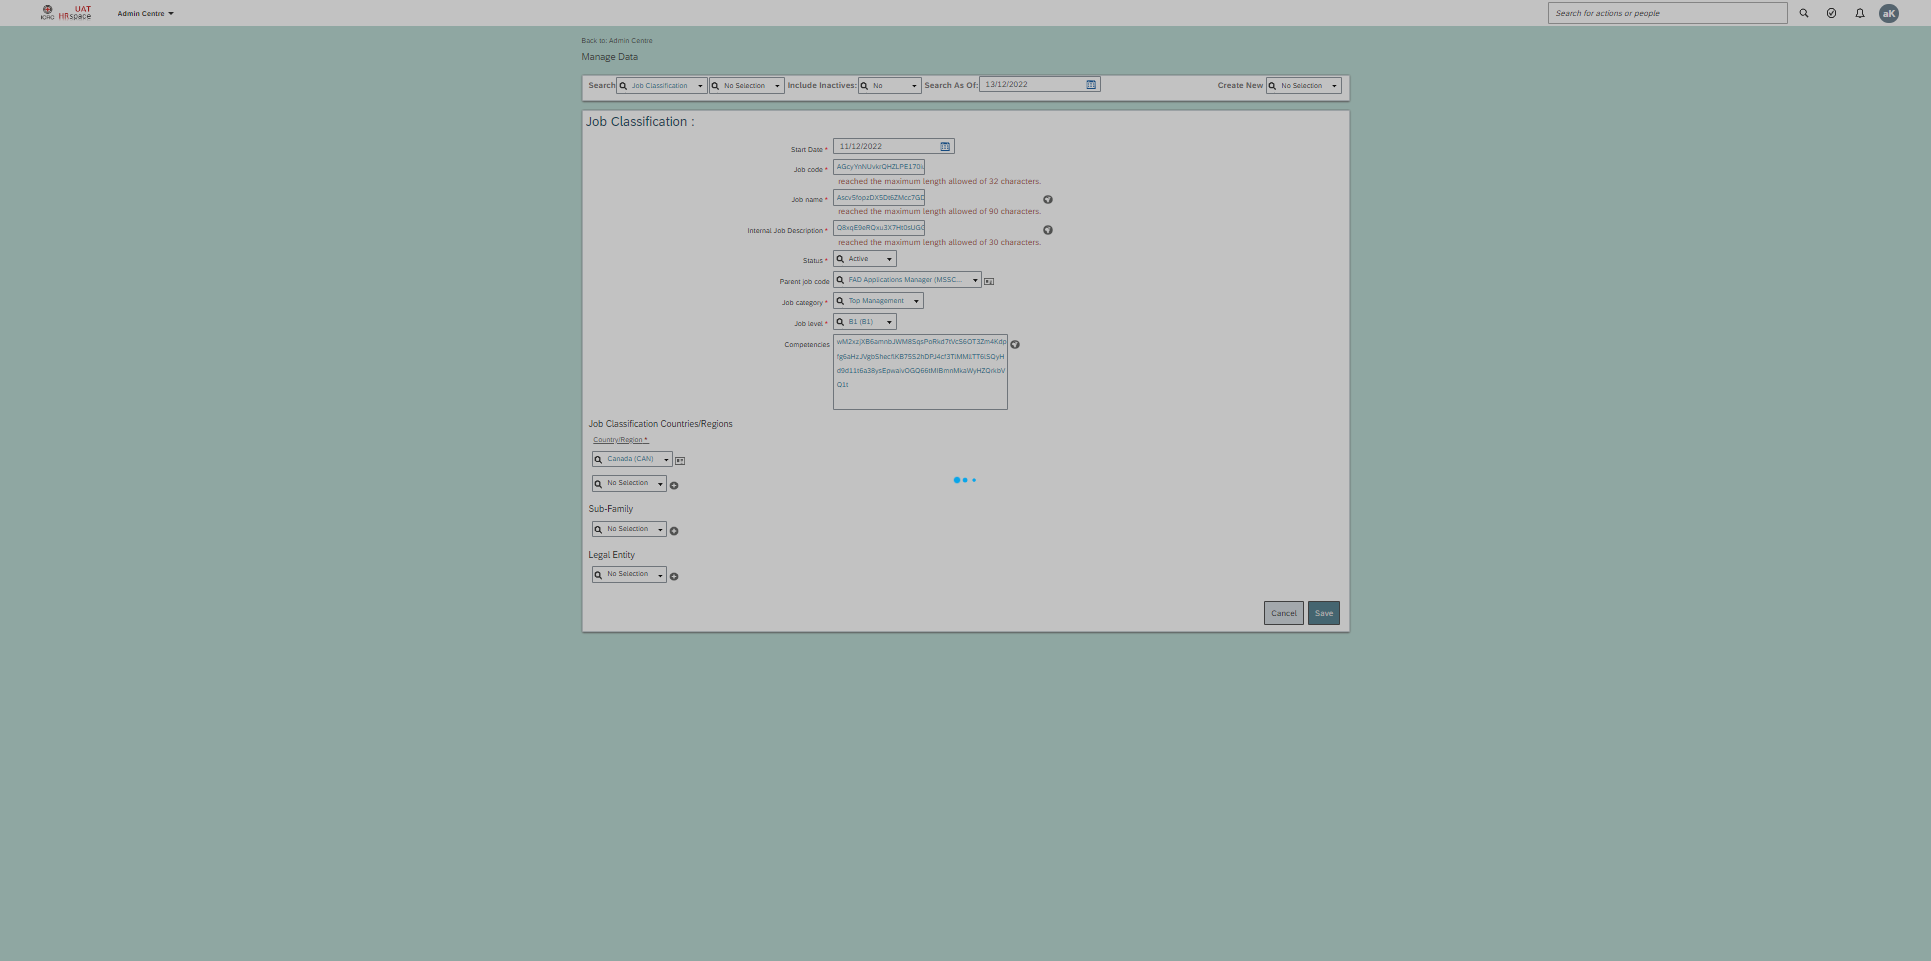 ICRC UAT HRspace
Admin Centre
Search for actions or people
aK
Back to: Admin Centre
Manage Data
Search Job Classification No Selection Include Inactives: No Search As Of: 13/12/2022 Create New No Selection
Job Classification :
Start Date * 11/12/2022
Job code *
reached the maximum length allowed of 32 characters.
Job name *
reached the maximum length allowed of 90 characters.
Internal Job Description *
reached the maximum length allowed of 30 characters.
Status * Active
Parent job code FAD Applications Manager (MSSC...
Job category * Top Management
Job level * B1 (B1)
Competencies
Q1t
Job Classification Countries/Regions
Country/Region *
Canada (CAN)
No Selection
Sub-Family
No Selection
Legal Entity
No Selection
Cancel Save